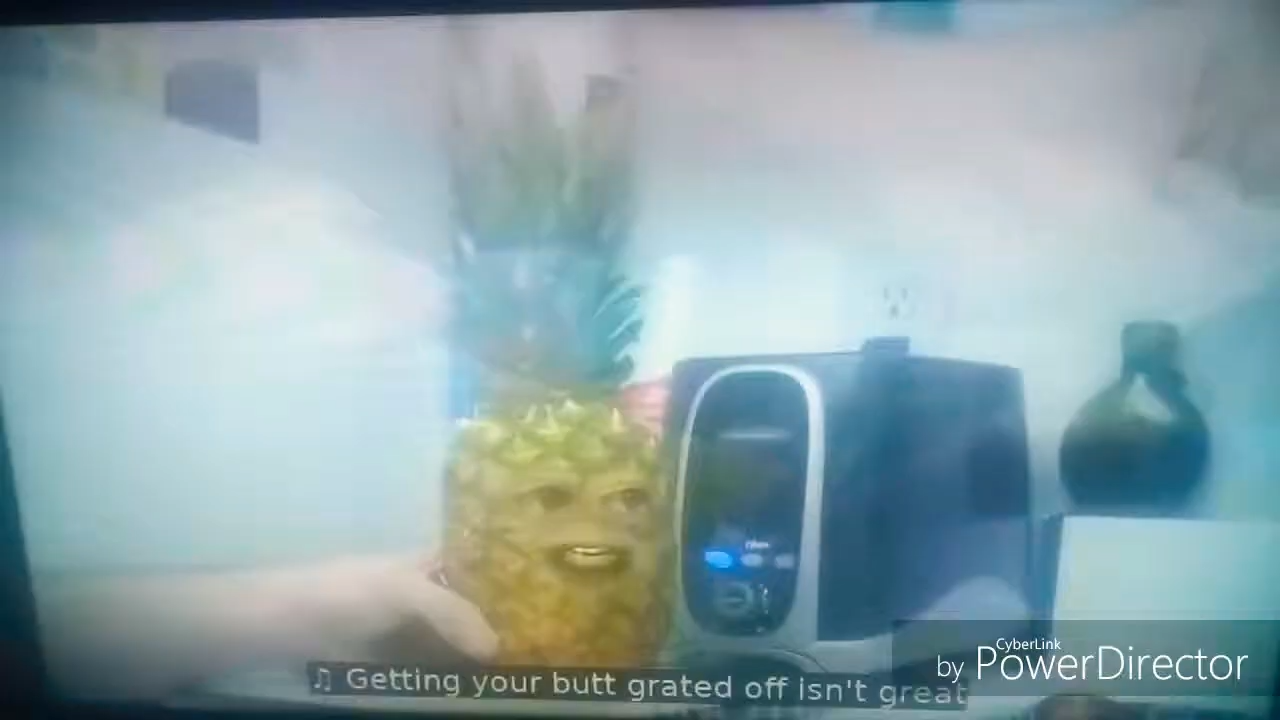 ♫ Getting your butt grated off isn't great
CyberLink
by PowerDirector